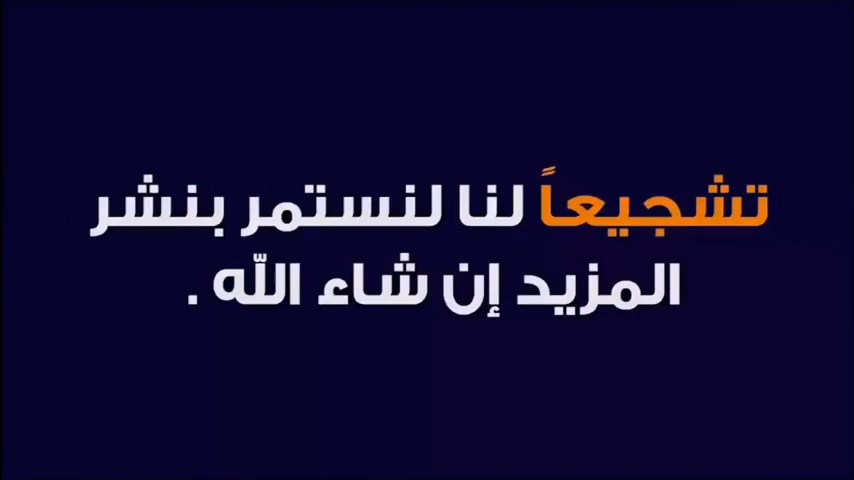 تشجيعاً لنا لنستمر بنشر
المزيد إن شاء الله .